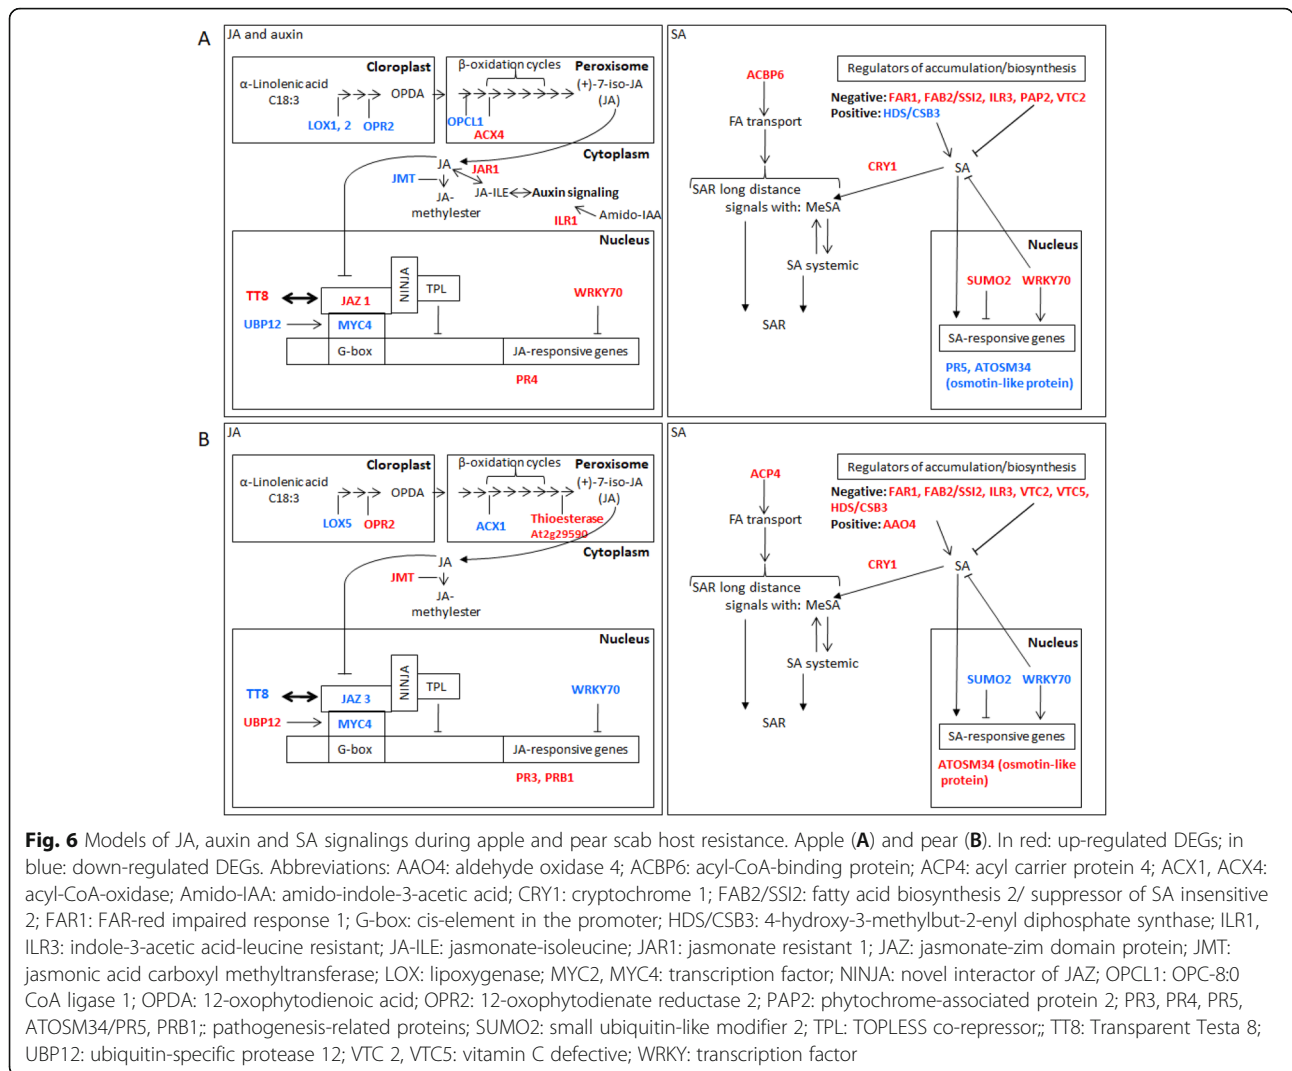 A
JA and auxin
Cloroplast
α-Linolenic acid
C18:3
OPDA
LOX1, 2
OPR2
β-oxidation cycles
Peroxisome
(+)-7-iso-JA
(JA)
OPCL1
ACX4
Cytoplasm
JA
JAR1
JMT
JA-ILE
Auxin signaling
JA-
methylester
ILR1
Amido-IAA
Nucleus
NINJA
TT8
JAZ 1
TPL
WRKY70
UBP12
MYC4
G-box
JA-responsive genes
PR4
SA
ACBP6
FA transport
Regulators of accumulation/biosynthesis
Negative: FAR1, FAB2/SSI2, ILR3, PAP2, VTC2
Positive: HDS/CSB3
CRY1
SA
SAR long distance
signals with: MeSA
SA systemic
SAR
Nucleus
SUMO2
WRKY70
SA-responsive genes
PR5, ATOSM34
(osmotin-like protein)
B
JA
Cloroplast
α-Linolenic acid
C18:3
OPDA
LOX5
OPR2
β-oxidation cycles
Peroxisome
(+)-7-iso-JA
(JA)
ACX1
Thioesterase
At2g29590
Cytoplasm
JA
JMT
JA-
methylester
Nucleus
NINJA
TT8
JAZ 3
TPL
WRKY70
UBP12
MYC4
G-box
JA-responsive genes
PR3, PRB1
SA
ACP4
FA transport
Regulators of accumulation/biosynthesis
Negative: FAR1, FAB2/SSI2, ILR3, VTC2, VTC5,
HDS/CSB3
Positive: AAO4
CRY1
SA
SAR long distance
signals with: MeSA
SA systemic
SAR
Nucleus
SUMO2
WRKY70
SA-responsive genes
ATOSM34 (osmotin-like
protein)
Fig. 6 Models of JA, auxin and SA signalings during apple and pear scab host resistance. Apple (A) and pear (B). In red: up-regulated DEGs; in
blue: down-regulated DEGs. Abbreviations: AAO4: aldehyde oxidase 4; ACBP6: acyl-CoA-binding protein; ACP4: acyl carrier protein 4; ACX1, ACX4:
acyl-CoA-oxidase; Amido-IAA: amido-indole-3-acetic acid; CRY1: cryptochrome 1; FAB2/SSI2: fatty acid biosynthesis 2/ suppressor of SA insensitive
2; FAR1: FAR-red impaired response 1; G-box: cis-element in the promoter; HDS/CSB3: 4-hydroxy-3-methylbut-2-enyl diphosphate synthase; ILR1,
ILR3: indole-3-acetic acid-leucine resistant; JA-ILE: jasmonate-isoleucine; JAR1: jasmonate resistant 1; JAZ: jasmonate-zim domain protein; JMT:
jasmonic acid carboxyl methyltransferase; LOX: lipoxygenase; MYC2, MYC4: transcription factor; NINJA: novel interactor of JAZ; OPCL1: OPC-8:0
CoA ligase 1; OPDA: 12-oxophytodienoic acid; OPR2: 12-oxophytodienate reductase 2; PAP2: phytochrome-associated protein 2; PR3, PR4, PR5,
ATOSM34/PR5, PRB1;: pathogenesis-related proteins; SUMO2: small ubiquitin-like modifier 2; TPL: TOPLESS co-repressor;; TT8: Transparent Testa 8;
UBP12: ubiquitin-specific protease 12; VTC 2, VTC5: vitamin C defective; WRKY: transcription factor